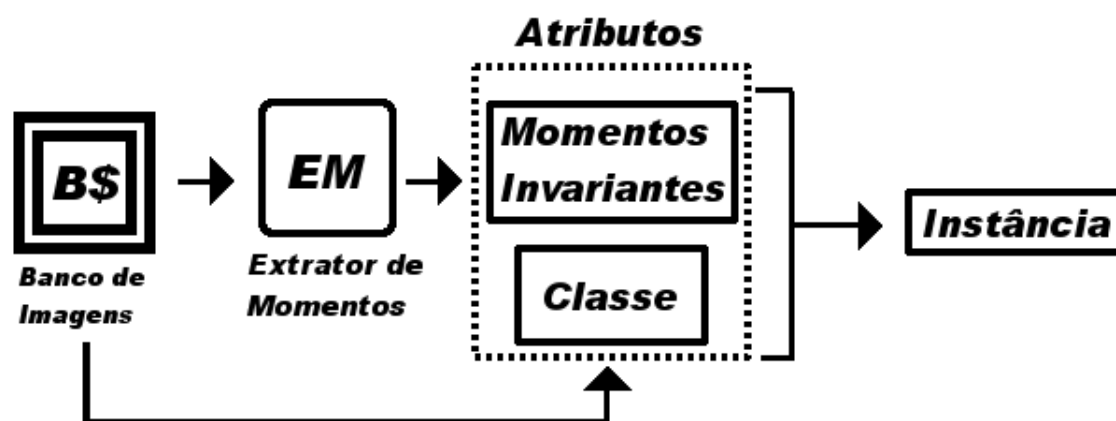 Atributos
B$
Banco de
Imagens
EM
Extrator de
Momentos
Momentos
Invariantes
Classe
Instância